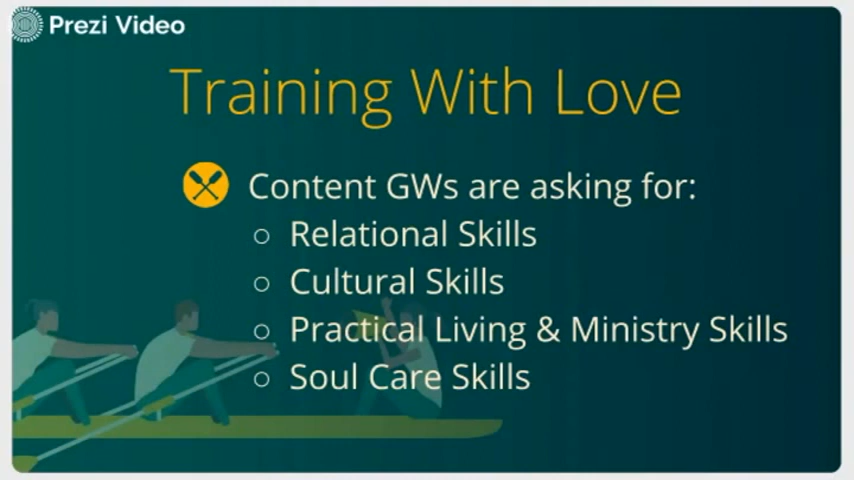 Prezi Video
Training With Love
Content GWs are asking for:
Relational Skills
Cultural Skills
Practical Living & Ministry Skills
Soul Care Skills